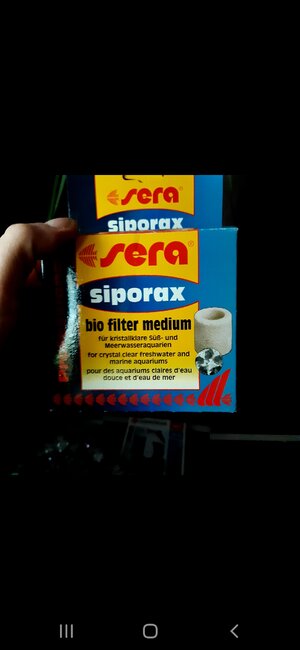 sera®
siporax
sera®
siporax
bio filter medium
für kristallklare Süß- und
Meerwasseraquarien
for crystal clear freshwater and
marine aquariums
pour des aquariums claires d'eau
douce et d'eau de mer